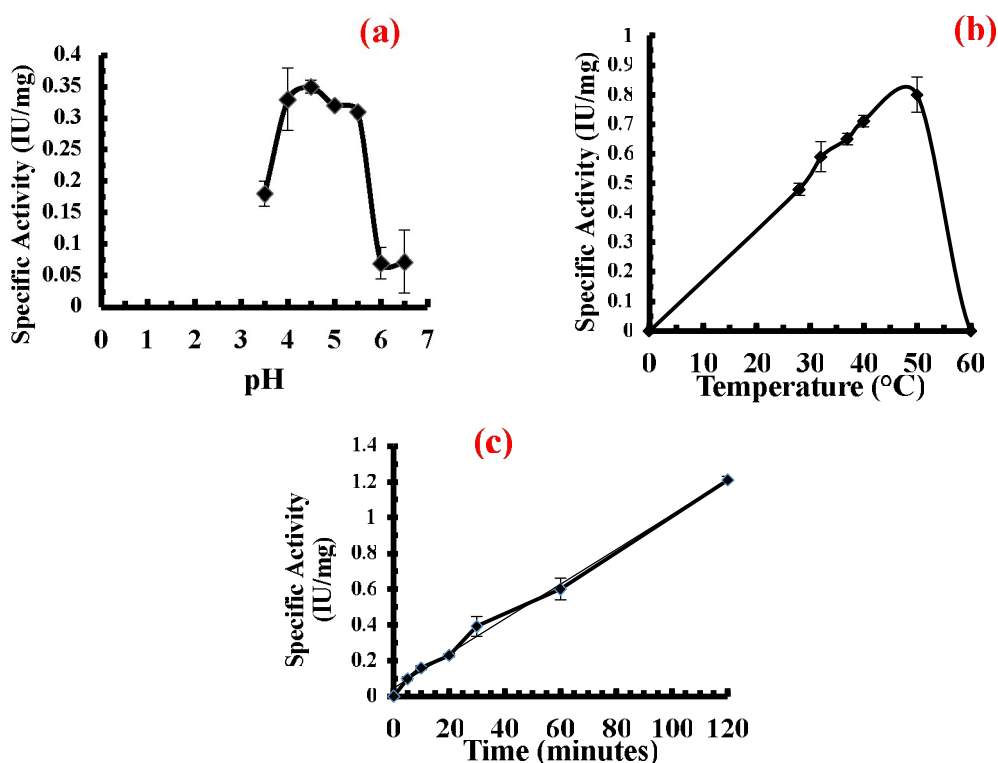 (a)
Specific Activity (IU/mg)
0.4
0.35
0.3
0.25
0.2
0.15
0.1
0.05
0
0 1 2 3 4 5 6 7
pH
(b)
Specific Activity (IU/mg)
1
0.9
0.8
0.7
0.6
0.5
0.4
0.3
0.2
0.1
0
0 10 20 30 40 50 60
Temperature (°C)
(c)
Specific Activity
(IU/mg)
1.4
1.2
1
0.8
0.6
0.4
0.2
0
0 20 40 60 80 100 120
Time (minutes)